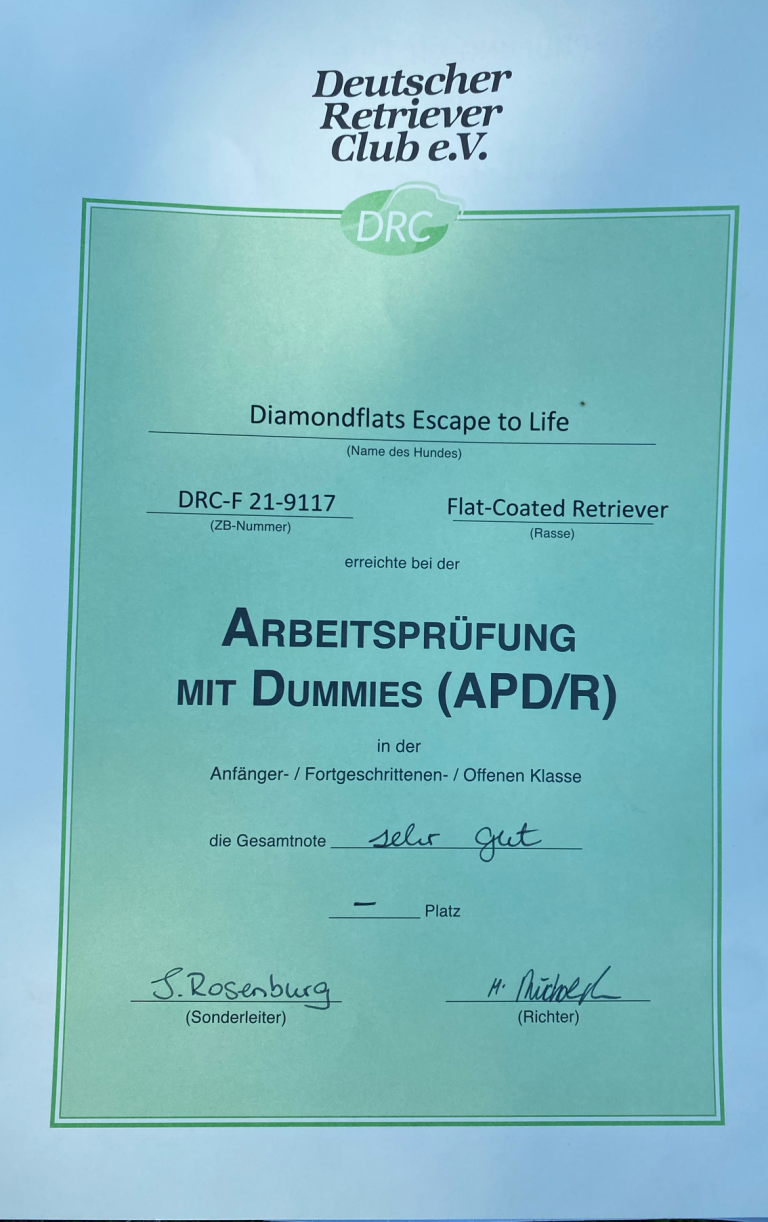 Deutscher
Retriever
Club e.V.
DRC
Diamondflats Escape to Life
(Name des Hundes)
DRC-F 21-9117 Flat-Coated Retriever
(ZB-Nummer) (Rasse)
erreichte bei der
ARBEITSPRÜFUNG
MIT DUMMIES (APD/R)
in der
Anfänger- / Fortgeschrittenen- / Offenen Klasse
die Gesamtnote sehr gut
– Platz
S. Rosenburg H.
(Sonderleiter) (Richter)